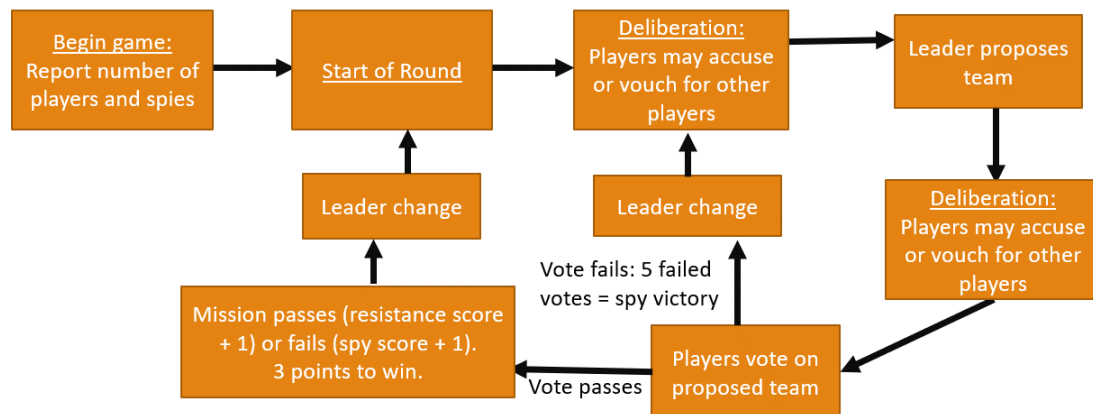 Begin game:
Report number of
players and spies
Start of Round
Deliberation:
Players may accuse
or vouch for other
players
Leader proposes
team
Leader change
Leader change
Deliberation:
Players may accuse
or vouch for other
players
Vote fails: 5 failed
votes = spy victory
Mission passes (resistance score
+ 1) or fails (spy score + 1).
3 points to win.
Vote passes
Players vote on
proposed team